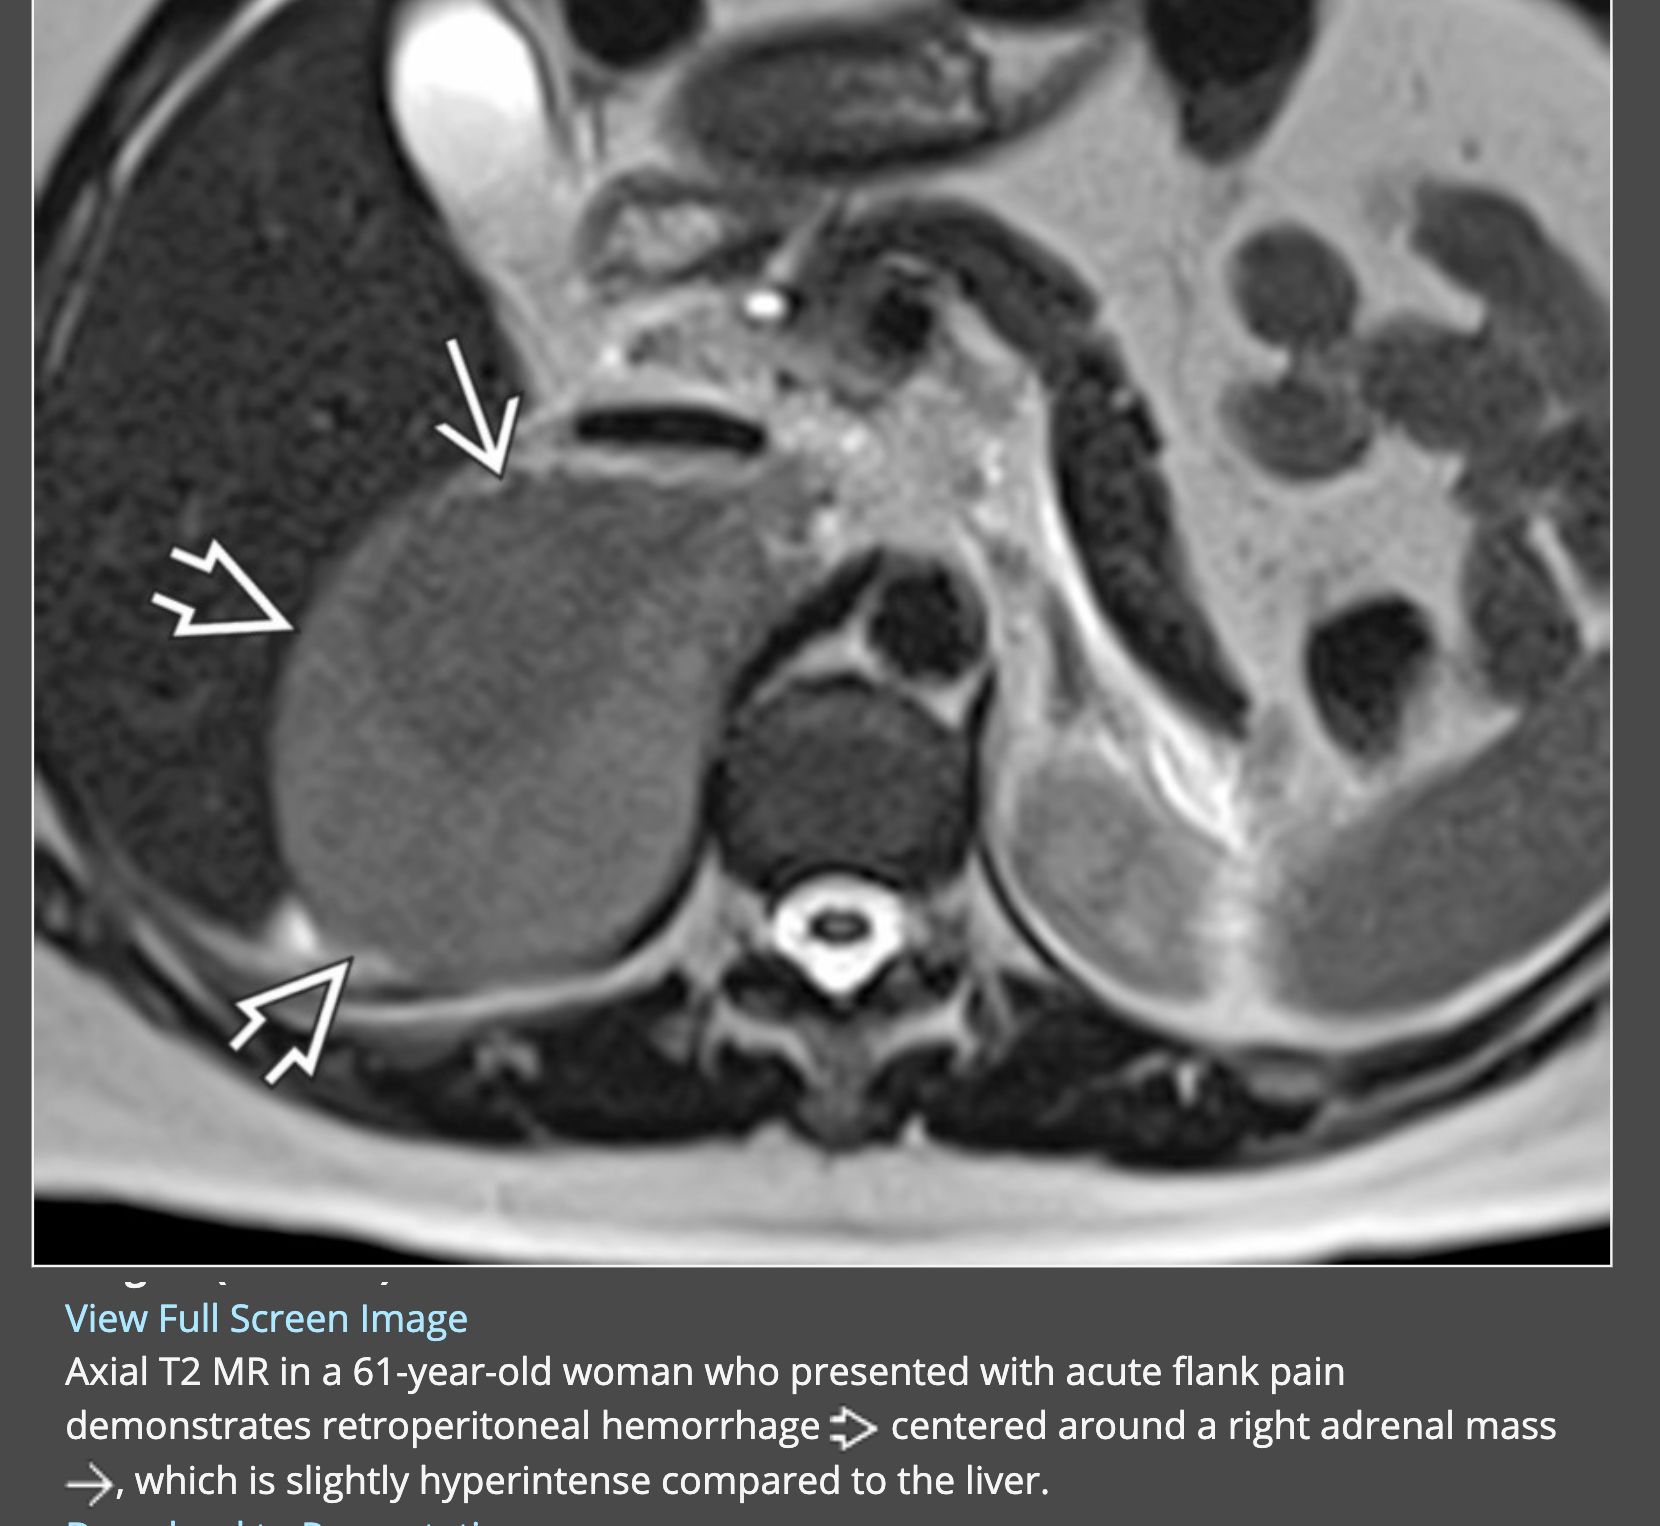 View Full Screen Image
Axial T2 MR in a 61-year-old woman who presented with acute flank pain
demonstrates retroperitoneal hemorrhage centered around a right adrenal mass
, which is slightly hyperintense compared to the liver.